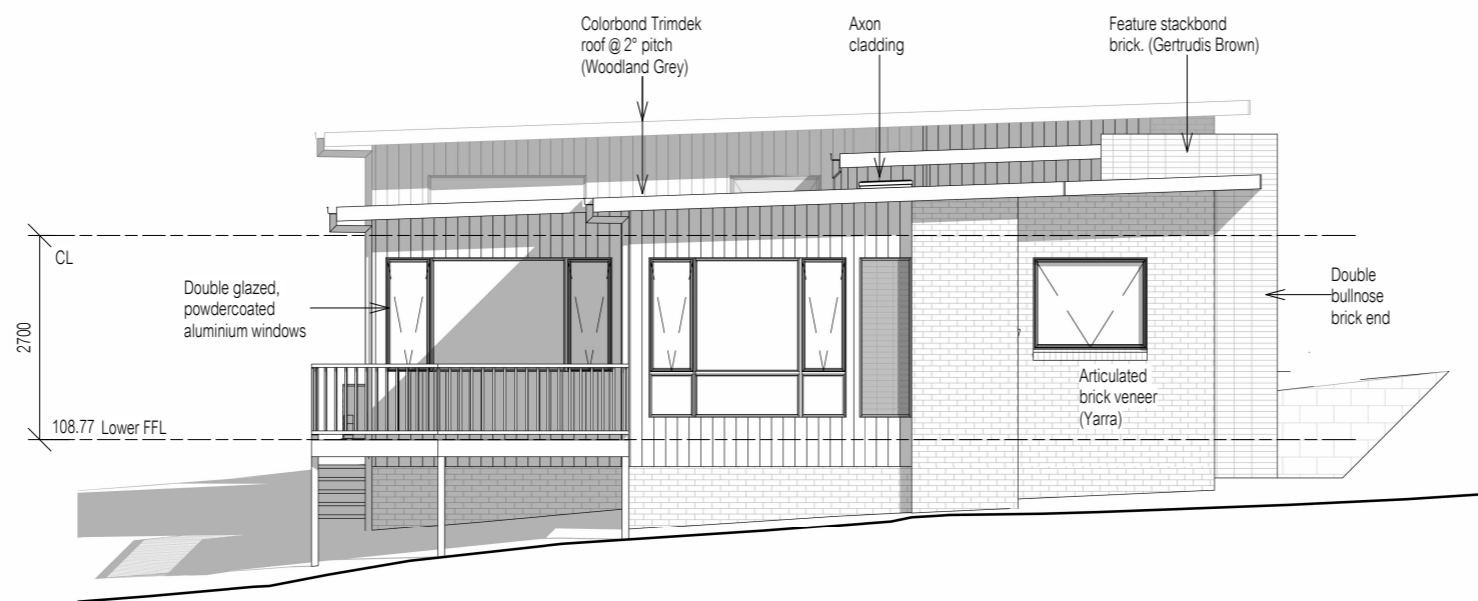 Colorbond Trimdek
roof @ 2° pitch
(Woodland Grey)
Axon
cladding
Feature stackbond
brick. (Gertrudis Brown)
CL
Double glazed,
powdercoated
aluminium windows
Double
bullnose
brick end
2700
Articulated
brick veneer
(Yarra)
108.77 Lower FFL